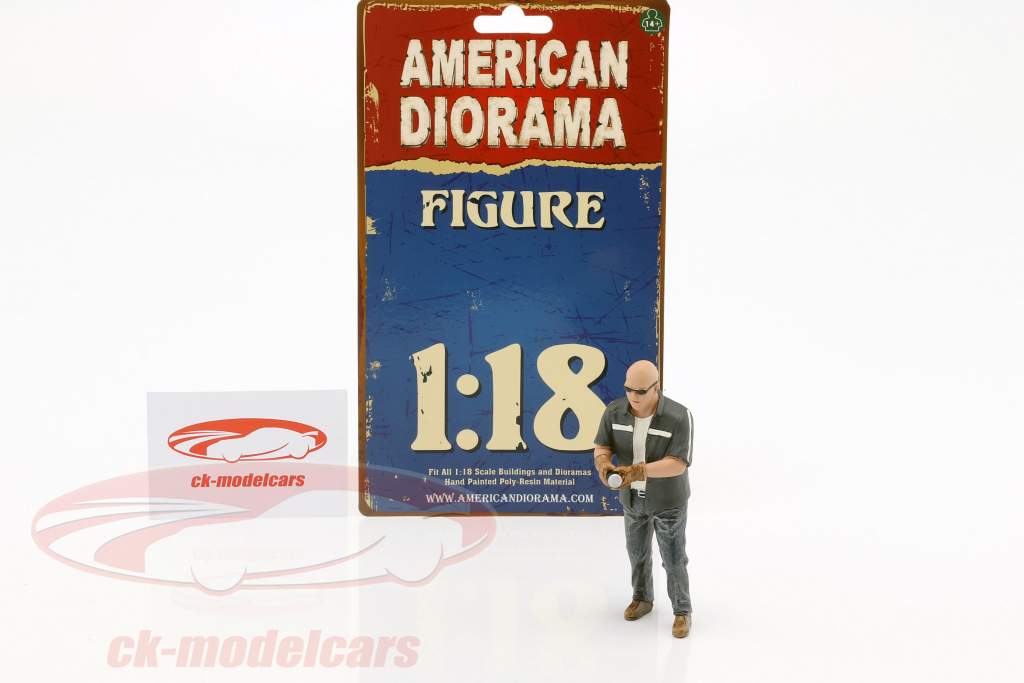 14+
AMERICAN
DIORAMA
FIGURE
1:18
Fit All 1:18 Scale Buildings and Dioramas
Hand Painted Poly-Resin Material
WWW.AMERICANDIORAMA.COM
ck-modelcars
ck-modelcars